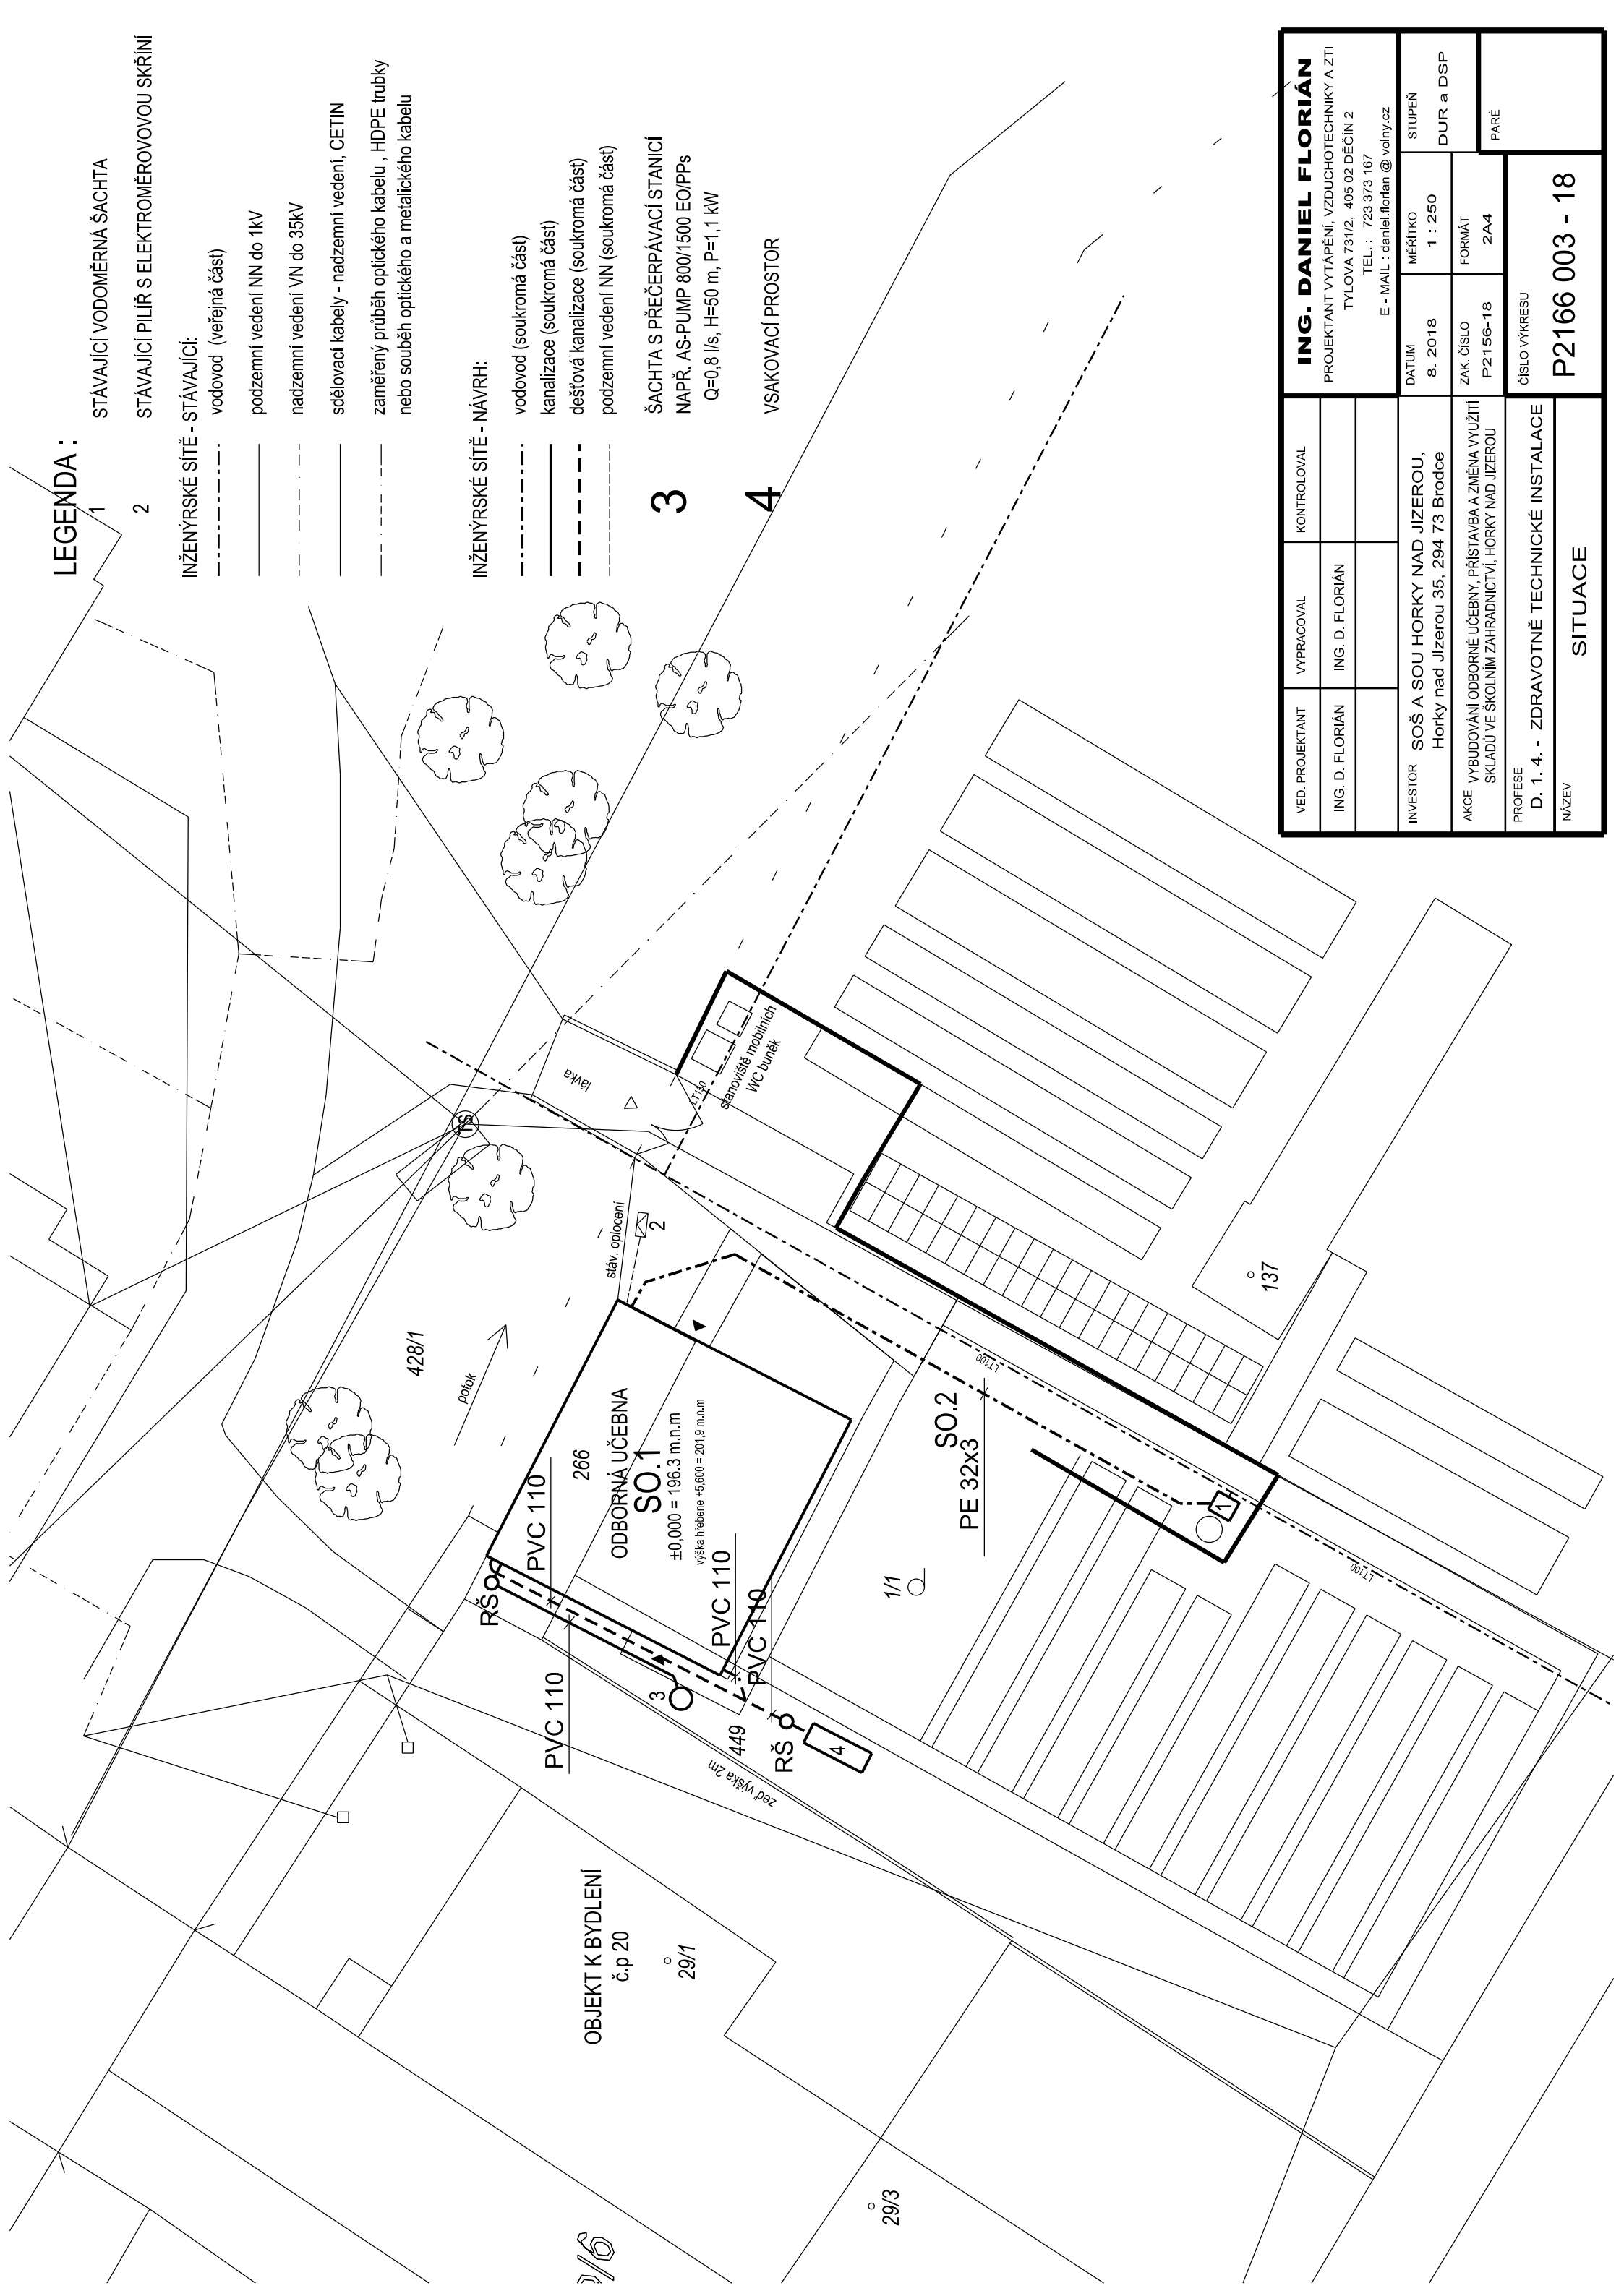 LEGENDA :
1 STÁVAJÍCÍ VODOMĚRNÁ ŠACHTA
2 STÁVAJÍCÍ PILÍŘ S ELEKTROMĚROVOVOU SKŘÍNÍ
INŽENÝRSKÉ SÍTĚ - STÁVAJÍCÍ:
vodovod (veřejná část)
podzemní vedení NN do 1kV
nadzemní vedení VN do 35kV
sdělovací kabely - nadzemní vedení, CETIN
zaměřený průběh optického kabelu , HDPE trubky
nebo souběh optického a metalického kabelu
INŽENÝRSKÉ SÍTĚ - NÁVRH:
vodovod (soukromá část)
kanalizace (soukromá část)
dešťová kanalizace (soukromá část)
podzemní vedení NN (soukromá část)
3 ŠACHTA S PŘEČERPÁVACÍ STANICÍ
NAPŘ. AS-PUMP 800/1500 EO/PPs
Q=0,8 l/s, H=50 m, P=1,1 kW
4 VSAKOVACÍ PROSTOR
428/1
potok
lávka
LT150
stanoviště mobilních
WC buněk
stáv. oplocení
2
RŠ
PVC 110
266
ODBORNÁ UČEBNA
SO.1
±0,000 = 196.3 m.n.m
výška hřebene +5,600 = 201,9 m.n.m
PVC 110
PVC 110
PVC 110
3
449
RŠ
4
zeď výška 2m
SO.2
PE 32x3
LT100
1/1
1
LT100
137
OBJEKT K BYDLENÍ
č.p 20
29/1
29/3
VED. PROJEKTANT
VYPRACOVAL
KONTROLOVAL
ING. D. FLORIÁN
ING. D. FLORIÁN
ING. DANIEL FLORIÁN
PROJEKTANT VYTÁPĚNÍ, VZDUCHOTECHNIKY A ZTI
TYLOVA 731/2, 405 02 DĚČÍN 2
TEL. : 723 373 167
E - MAIL : daniel.florian @ volny.cz
INVESTOR SOŠ A SOU HORKY NAD JIZEROU,
Horky nad Jizerou 35, 294 73 Brodce
DATUM
8. 2018
MĚŘÍTKO
1 : 250
STUPEŇ
DUR a DSP
AKCE VYBUDOVÁNÍ ODBORNÉ UČEBNY, PŘÍSTAVBA A ZMĚNA VYUŽITÍ
SKLADŮ VE ŠKOLNÍM ZAHRADNICTVÍ, HORKY NAD JIZEROU
ZAK. ČÍSLO
P2156-18
FORMÁT
2A4
PARÉ
PROFESE
D. 1. 4. - ZDRAVOTNĚ TECHNICKÉ INSTALACE
ČÍSLO VÝKRESU
P2166 003 - 18
NÁZEV
SITUACE